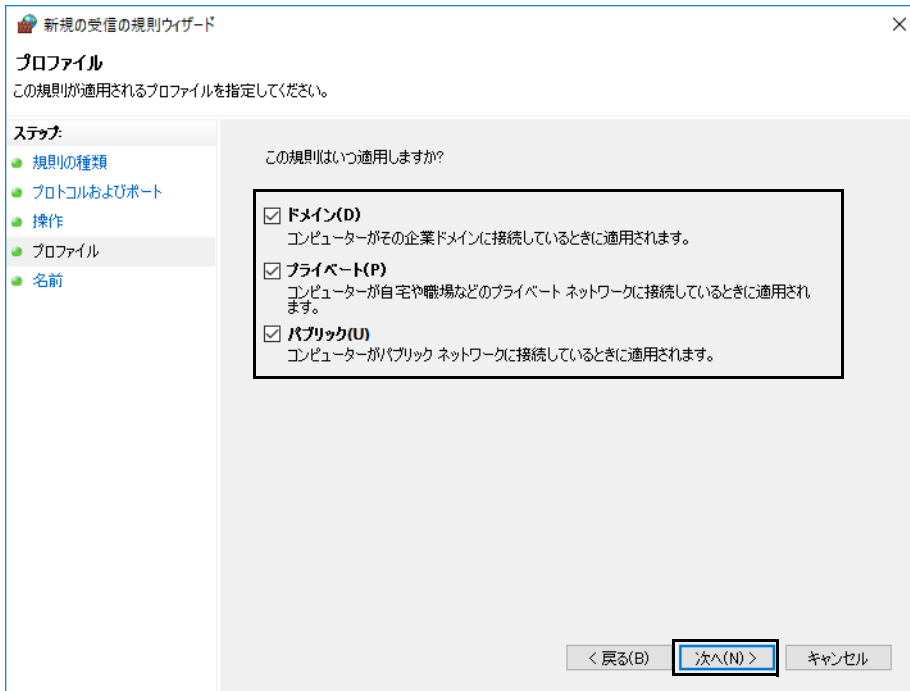 新規の受信の規則ウィザード
プロファイル
この規則が適用されるプロファイルを指定してください。
ステップ:
規則の種類
プロトコルおよびポート
操作
プロファイル
名前
この規則はいつ適用しますか?
ドメイン(D)
コンピューターがその企業ドメインに接続しているときに適用されます。
プライベート(P)
コンピューターが自宅や職場などのプライベート ネットワークに接続しているときに適用され
ます。
パブリック(U)
コンピューターがパブリック ネットワークに接続しているときに適用されます。
< 戻る(B)
次へ(N) >
キャンセル